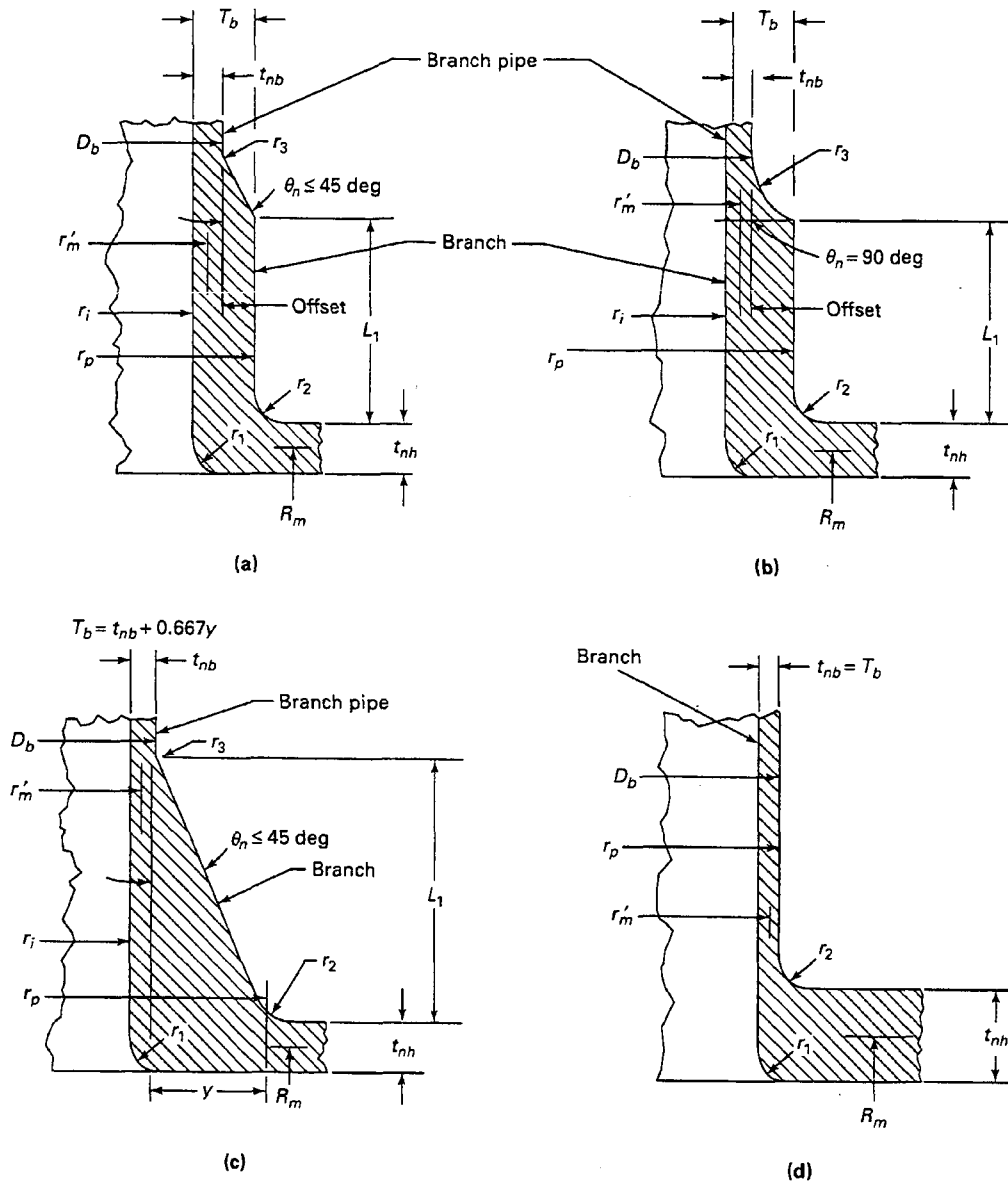 T_b
t_nb
Branch pipe
D_b
r_3
θ_n ≤ 45 deg
r′_m
Branch
Offset
r_i
L_1
r_p
r_2
r_1
t_nh
R_m
(a)
T_b
t_nb
D_b
r_3
r′_m
θ_n = 90 deg
Offset
r_i
L_1
r_p
r_2
r_1
t_nh
R_m
(b)
T_b = t_nb + 0.667y
t_nb
Branch pipe
D_b
r_3
r′_m
θ_n ≤ 45 deg
Branch
L_1
r_i
r_2
r_p
r_1
t_nh
y
R_m
(c)
Branch
t_nb = T_b
D_b
r_p
r′_m
r_2
r_1
t_nh
R_m
(d)